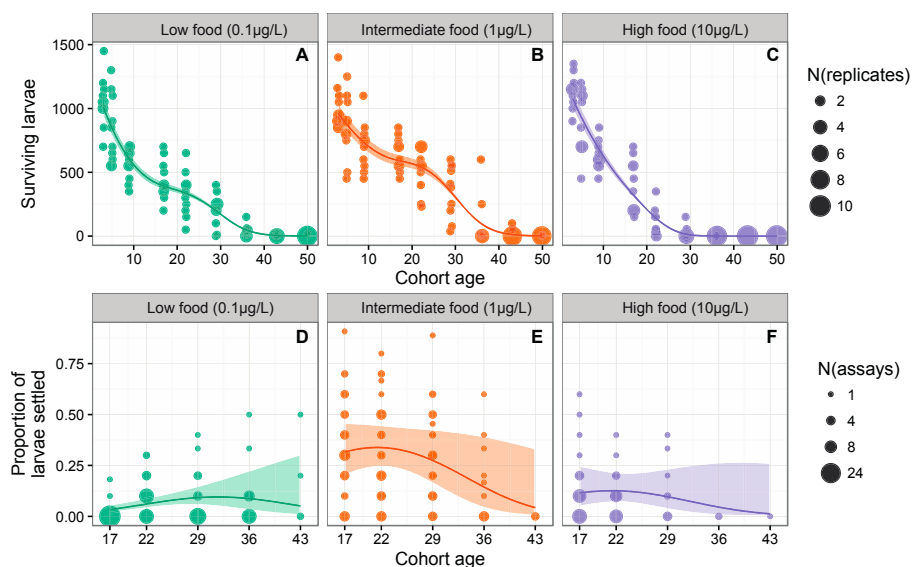 Low food (0.1µg/L) Intermediate food (1µg/L) High food (10µg/L)
A B C
Surviving larvae
1500
1000
500
0
10 20 30 40 50 10 20 30 40 50 10 20 30 40 50
Cohort age
N(replicates)
2
4
6
8
10
Low food (0.1µg/L) Intermediate food (1µg/L) High food (10µg/L)
D E F
Proportion of
larvae settled
0.75
0.50
0.25
0.00
17 22 29 36 43 17 22 29 36 43 17 22 29 36 43
Cohort age
N(assays)
1
4
8
24